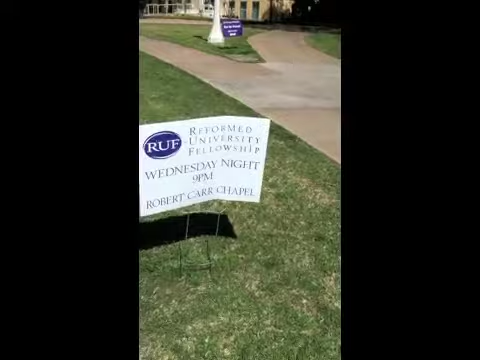 RUF
REFORMED
UNIVERSITY
FELLOWSHIP
WEDNESDAY NIGHT
9PM
ROBERT CARR CHAPEL